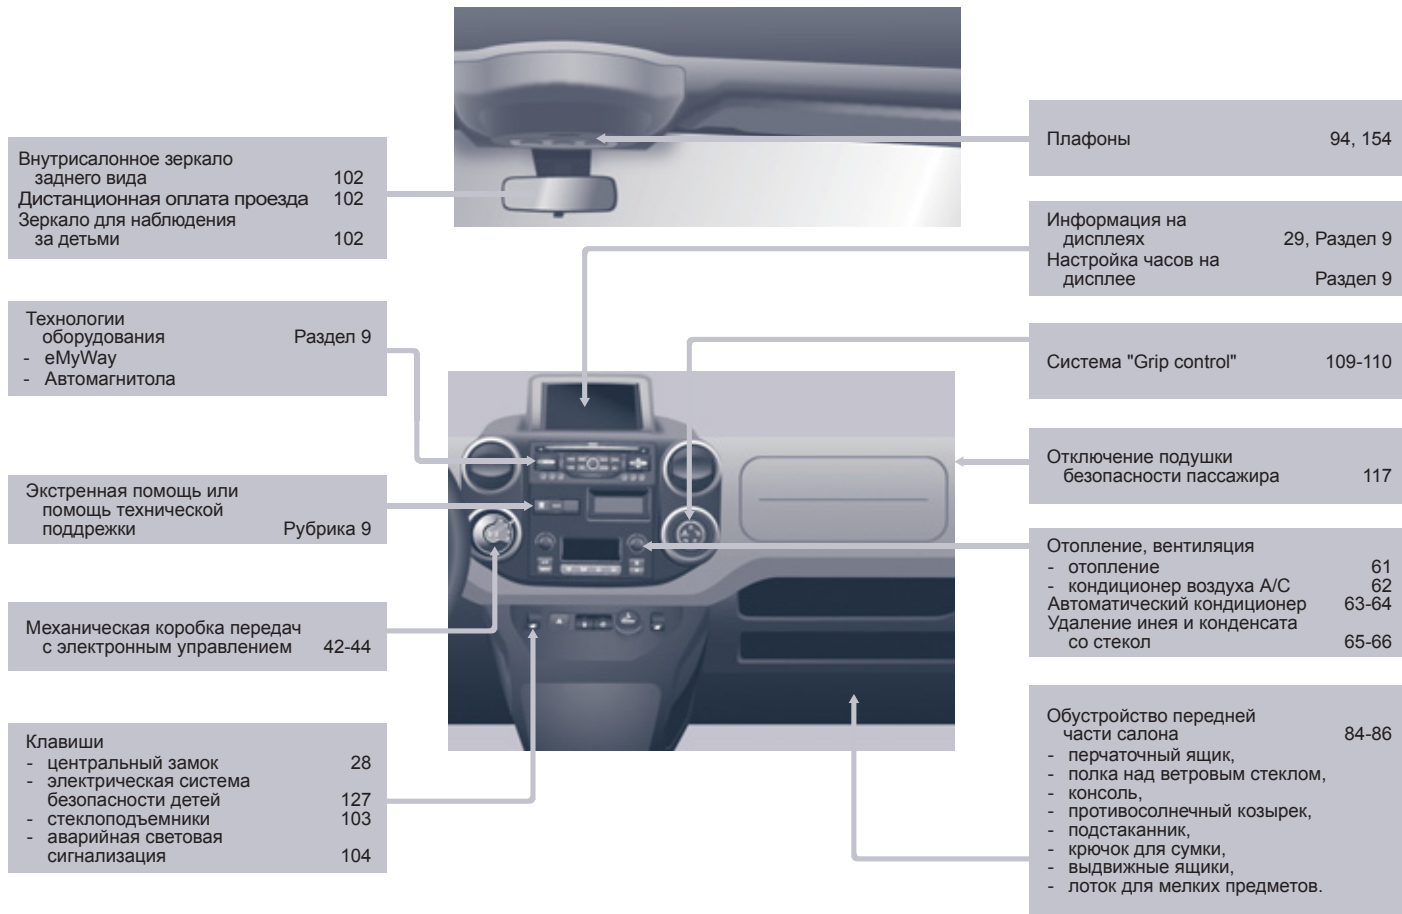 Внутрисалонное зеркало
заднего вида 102
Дистанционная оплата проезда 102
Зеркало для наблюдения
за детьми 102
Технологии
оборудования Раздел 9
- eMyWay
- Автомагнитола
Экстренная помощь или
помощь технической
поддрежки Рубрика 9
Механическая коробка передач
с электронным управлением 42-44
Клавиши
- центральный замок 28
- электрическая система
безопасности детей 127
- стеклоподъемники 103
- аварийная световая
сигнализация 104
Плафоны 94, 154
Информация на
дисплеях 29, Раздел 9
Настройка часов на
дисплее Раздел 9
Система "Grip control" 109-110
Отключение подушки
безопасности пассажира 117
Отопление, вентиляция
- отопление 61
- кондиционер воздуха A/C 62
Автоматический кондиционер 63-64
Удаление инея и конденсата
со стекол 65-66
Обустройство передней
части салона 84-86
- перчаточный ящик,
- полка над ветровым стеклом,
- консоль,
- противосолнечный козырек,
- подстаканник,
- крючок для сумки,
- выдвижные ящики,
- лоток для мелких предметов.